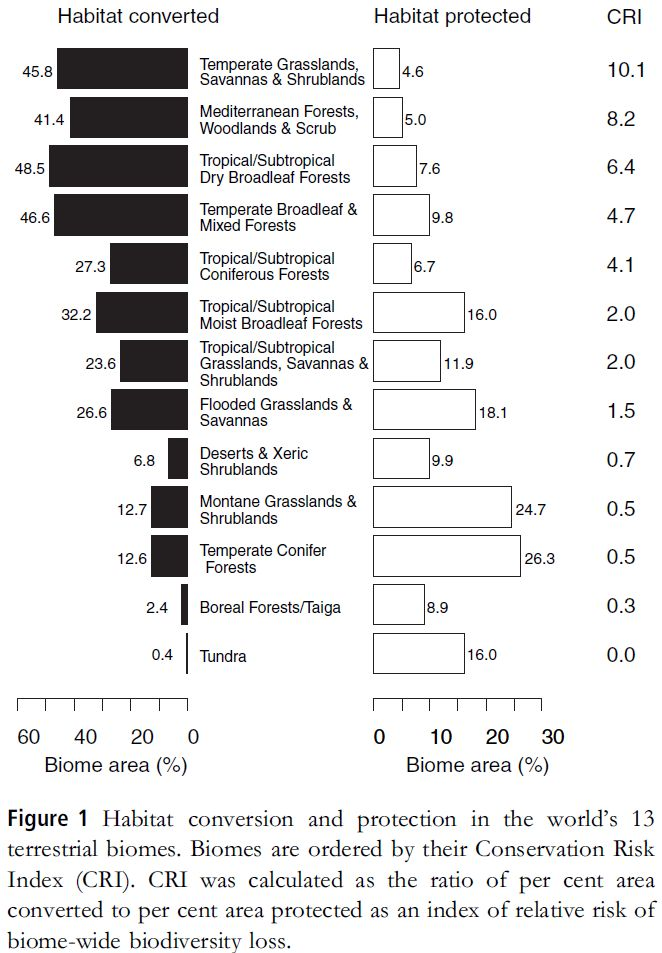 Habitat converted Habitat protected CRI
45.8 Temperate Grasslands, 4.6 10.1
Savannas & Shrublands
41.4 Mediterranean Forests, 5.0 8.2
Woodlands & Scrub
48.5 Tropical/Subtropical 7.6 6.4
Dry Broadleaf Forests
46.6 Temperate Broadleaf & 9.8 4.7
Mixed Forests
27.3 Tropical/Subtropical 6.7 4.1
Coniferous Forests
32.2 Tropical/Subtropical 16.0 2.0
Moist Broadleaf Forests
23.6 Tropical/Subtropical 11.9 2.0
Grasslands, Savannas &
Shrublands
26.6 Flooded Grasslands & 18.1 1.5
Savannas
6.8 Deserts & Xeric 9.9 0.7
Shrublands
12.7 Montane Grasslands & 24.7 0.5
Shrublands
12.6 Temperate Conifer 26.3 0.5
Forests
2.4 Boreal Forests/Taiga 8.9 0.3
0.4 Tundra 16.0 0.0
60 40 20 0 0 10 20 30
Biome area (%) Biome area (%)
Figure 1 Habitat conversion and protection in the world's 13
terrestrial biomes. Biomes are ordered by their Conservation Risk
Index (CRI). CRI was calculated as the ratio of per cent area
converted to per cent area protected as an index of relative risk of
biome-wide biodiversity loss.